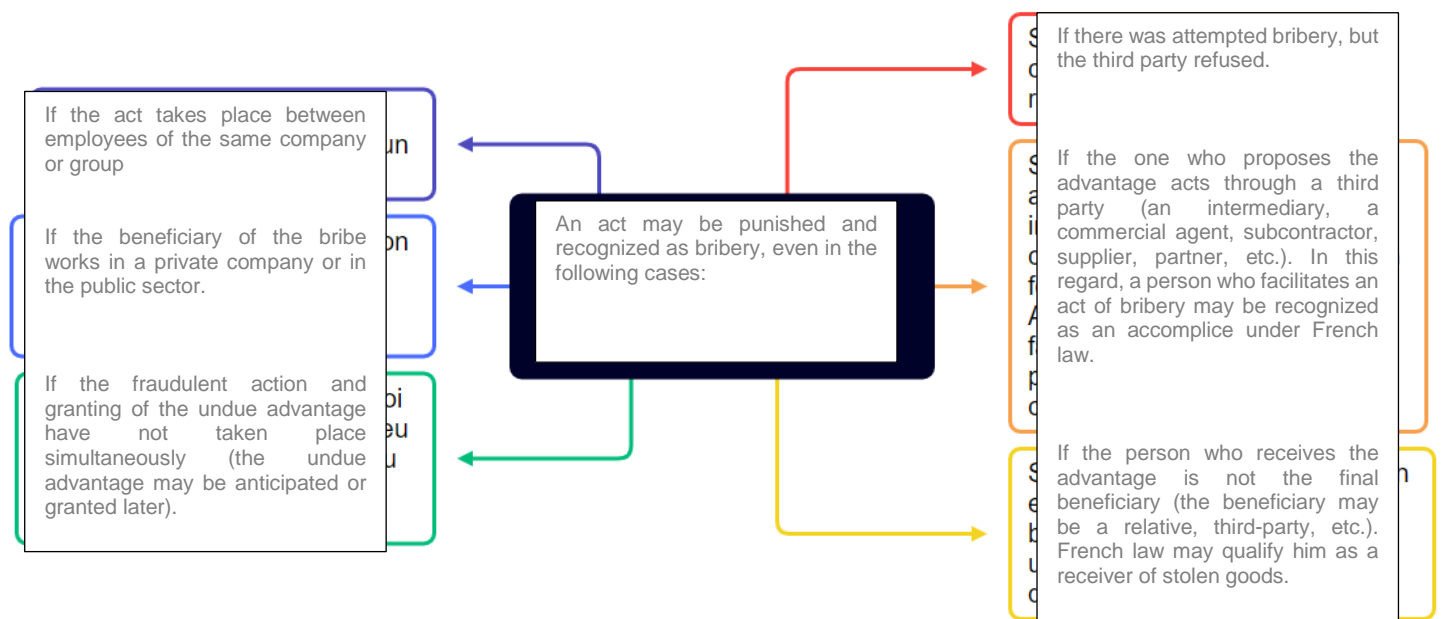 If the act takes place between
employees of the same company
or group
un
If the beneficiary of the bribe
works in a private company or in
the public sector.
on
If the fraudulent action and
granting of the undue advantage
have not taken place
simultaneously (the undue
advantage may be anticipated or
granted later).
oi
eu
u
An act may be punished and
recognized as bribery, even in the
following cases:
If there was attempted bribery, but
the third party refused.
If the one who proposes the
advantage acts through a third
party (an intermediary, a
commercial agent, subcontractor,
supplier, partner, etc.). In this
regard, a person who facilitates an
act of bribery may be recognized
as an accomplice under French
law.
If the person who receives the
advantage is not the final
beneficiary (the beneficiary may
be a relative, third-party, etc.).
French law may qualify him as a
receiver of stolen goods.